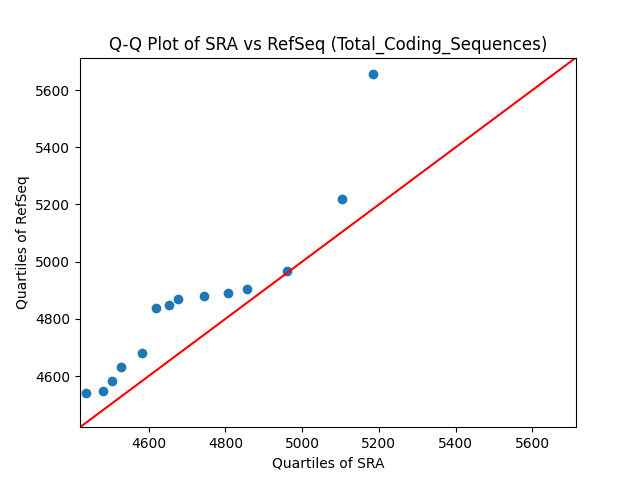 Q-Q Plot of SRA vs RefSeq (Total_Coding_Sequences)
Quartiles of RefSeq
5600
5400
5200
5000
4800
4600
4600 4800 5000 5200 5400 5600
Quartiles of SRA